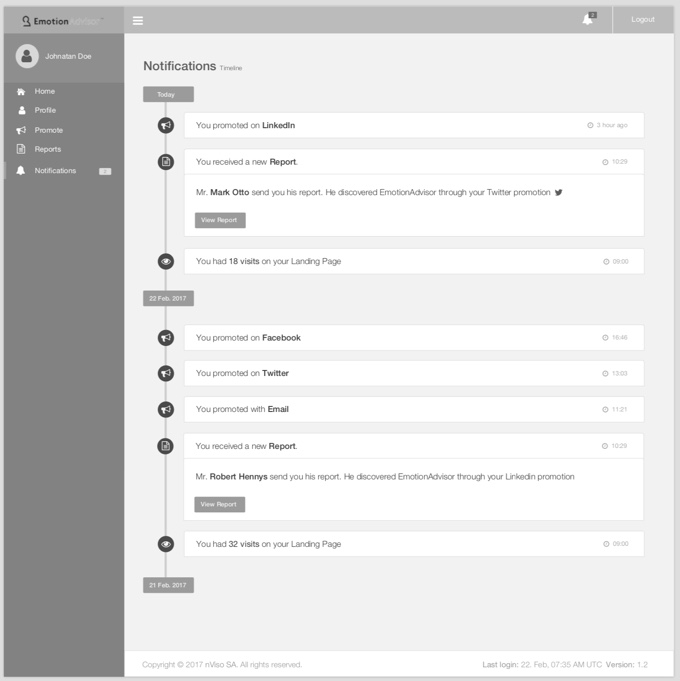 EmotionAdvisor™
Logout
Johnatan Doe
Home
Profile
Promote
Reports
Notifications
Notifications Timeline
Today
You promoted on LinkedIn
2 hour ago
You received a new Report.
10:29
Mr. Mark Otto send you his report. He discovered EmotionAdvisor through your Twitter promotion
View Report
You had 18 visits on your Landing Page
09:00
22 Feb. 2017
You promoted on Facebook
16:46
You promoted on Twitter
13:03
You promoted with Email
11:21
You received a new Report.
10:29
Mr. Robert Hennys send you his report. He discovered EmotionAdvisor through your Linkedin promotion
View Report
You had 32 visits on your Landing Page
09:00
21 Feb. 2017
Copyright © 2017 nViso SA. All rights reserved.
Last login: 22. Feb, 07:35 AM UTC Version: 1.2